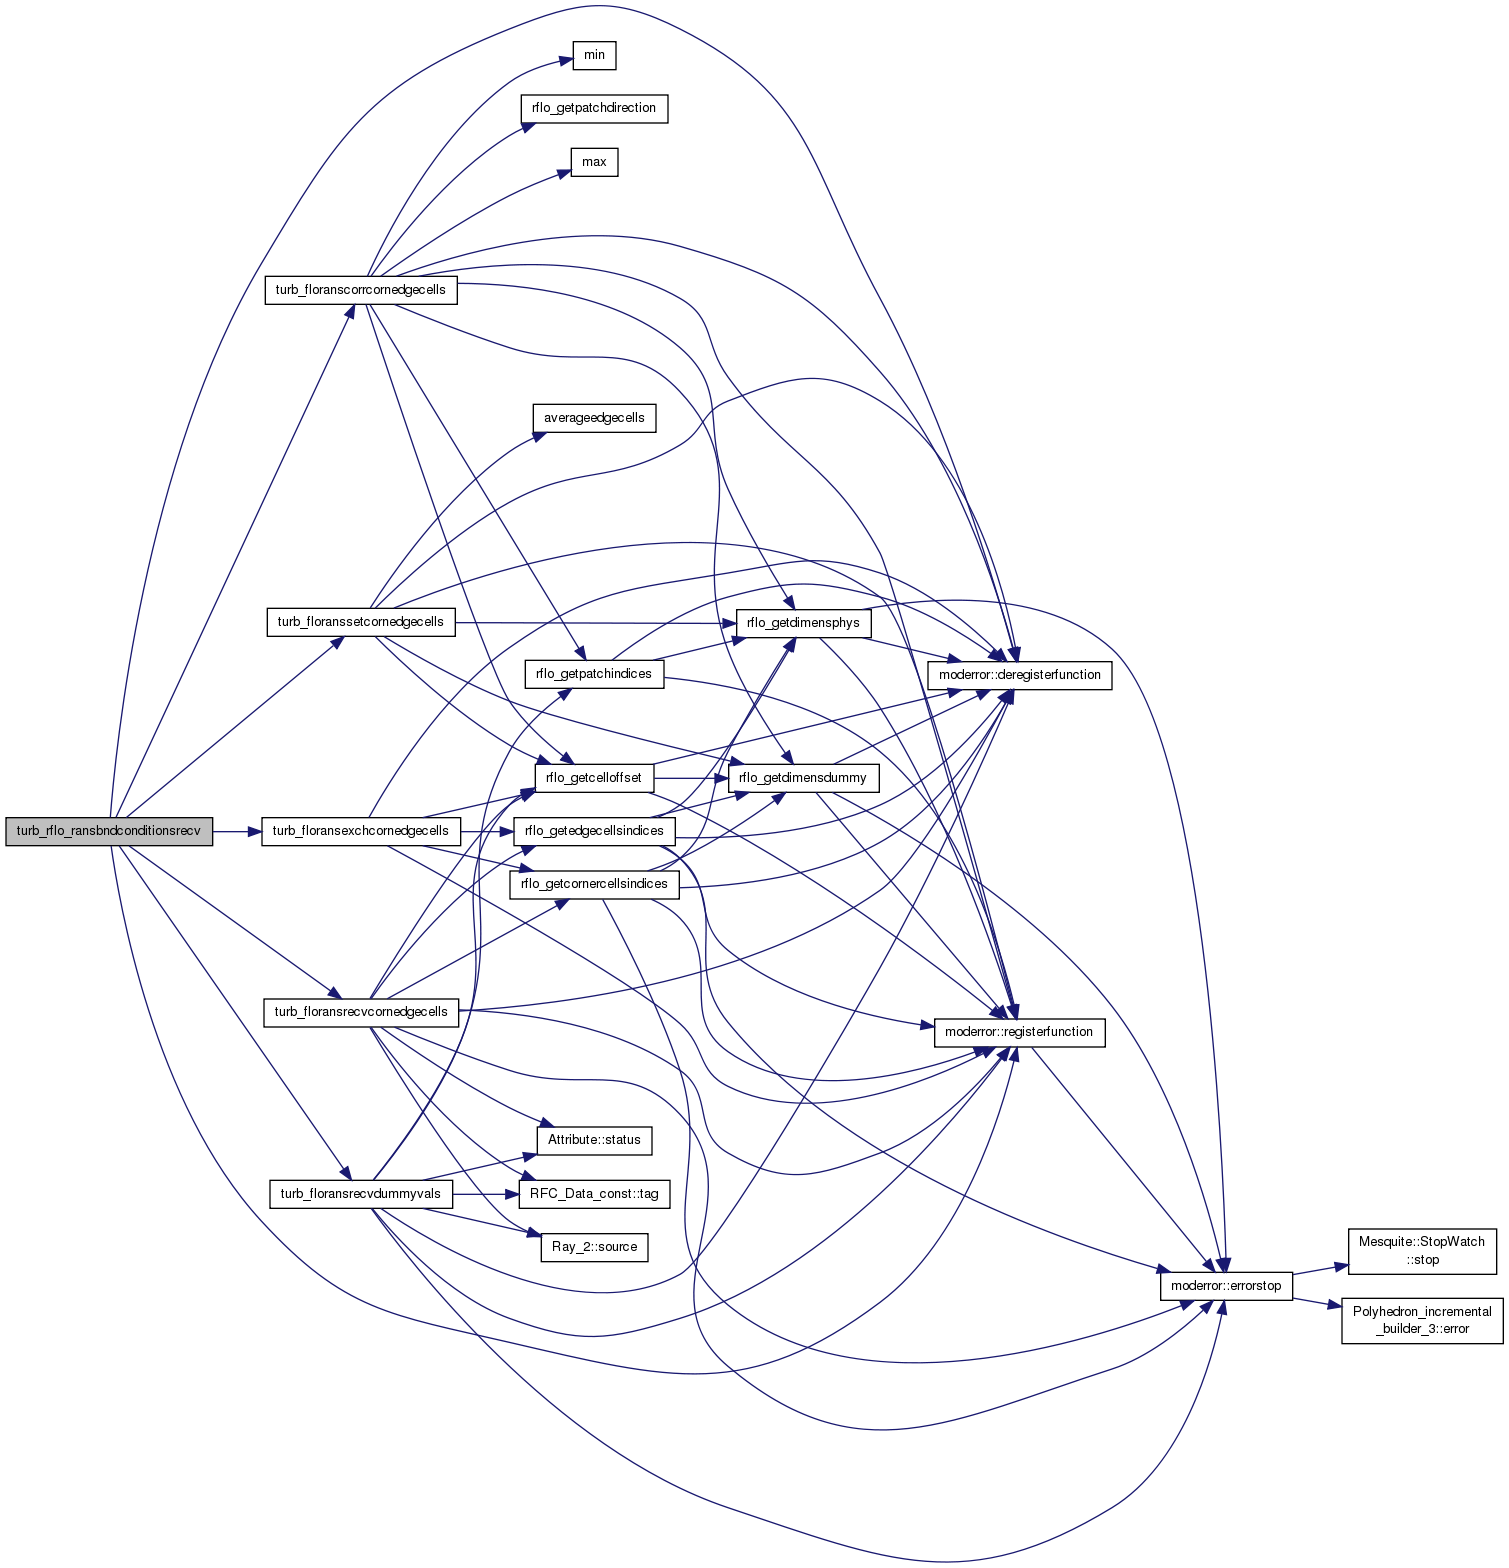 min
rflo_getpatchdirection
max
turb_floranscorrcornedgecells
averageedgecells
turb_floranssetcornedgecells
rflo_getdimensphys
rflo_getpatchindices
moderror::deregisterfunction
rflo_getcelloffset
rflo_getdimensdummy
turb_rflo_ransbndconditionsrecv
turb_floransexchcornedgecells
rflo_getedgecellsindices
rflo_getcornercellsindices
turb_floransrecvcornedgecells
moderror::registerfunction
Attribute::status
turb_floransrecvdummyvals
RFC_Data_const::tag
Ray_2::source
Mesquite::StopWatch
::stop
moderror::errorstop
Polyhedron_incremental
_builder_3::error